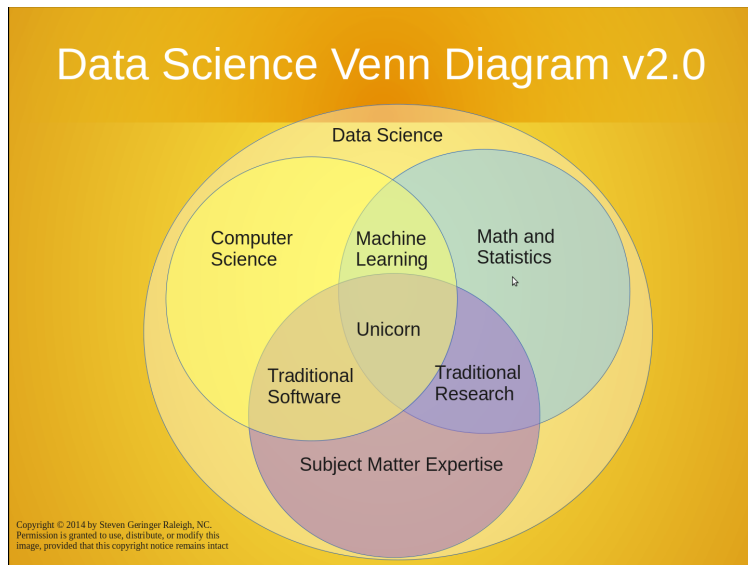 Data Science Venn Diagram v2.0
Data Science
Computer
Science
Machine
Learning
Math and
Statistics
Unicorn
Traditional
Software
Traditional
Research
Subject Matter Expertise
Copyright © 2014 by Steven Geringer Raleigh, NC.
Permission is granted to use, distribute, or modify this
image, provided that this copyright notice remains intact